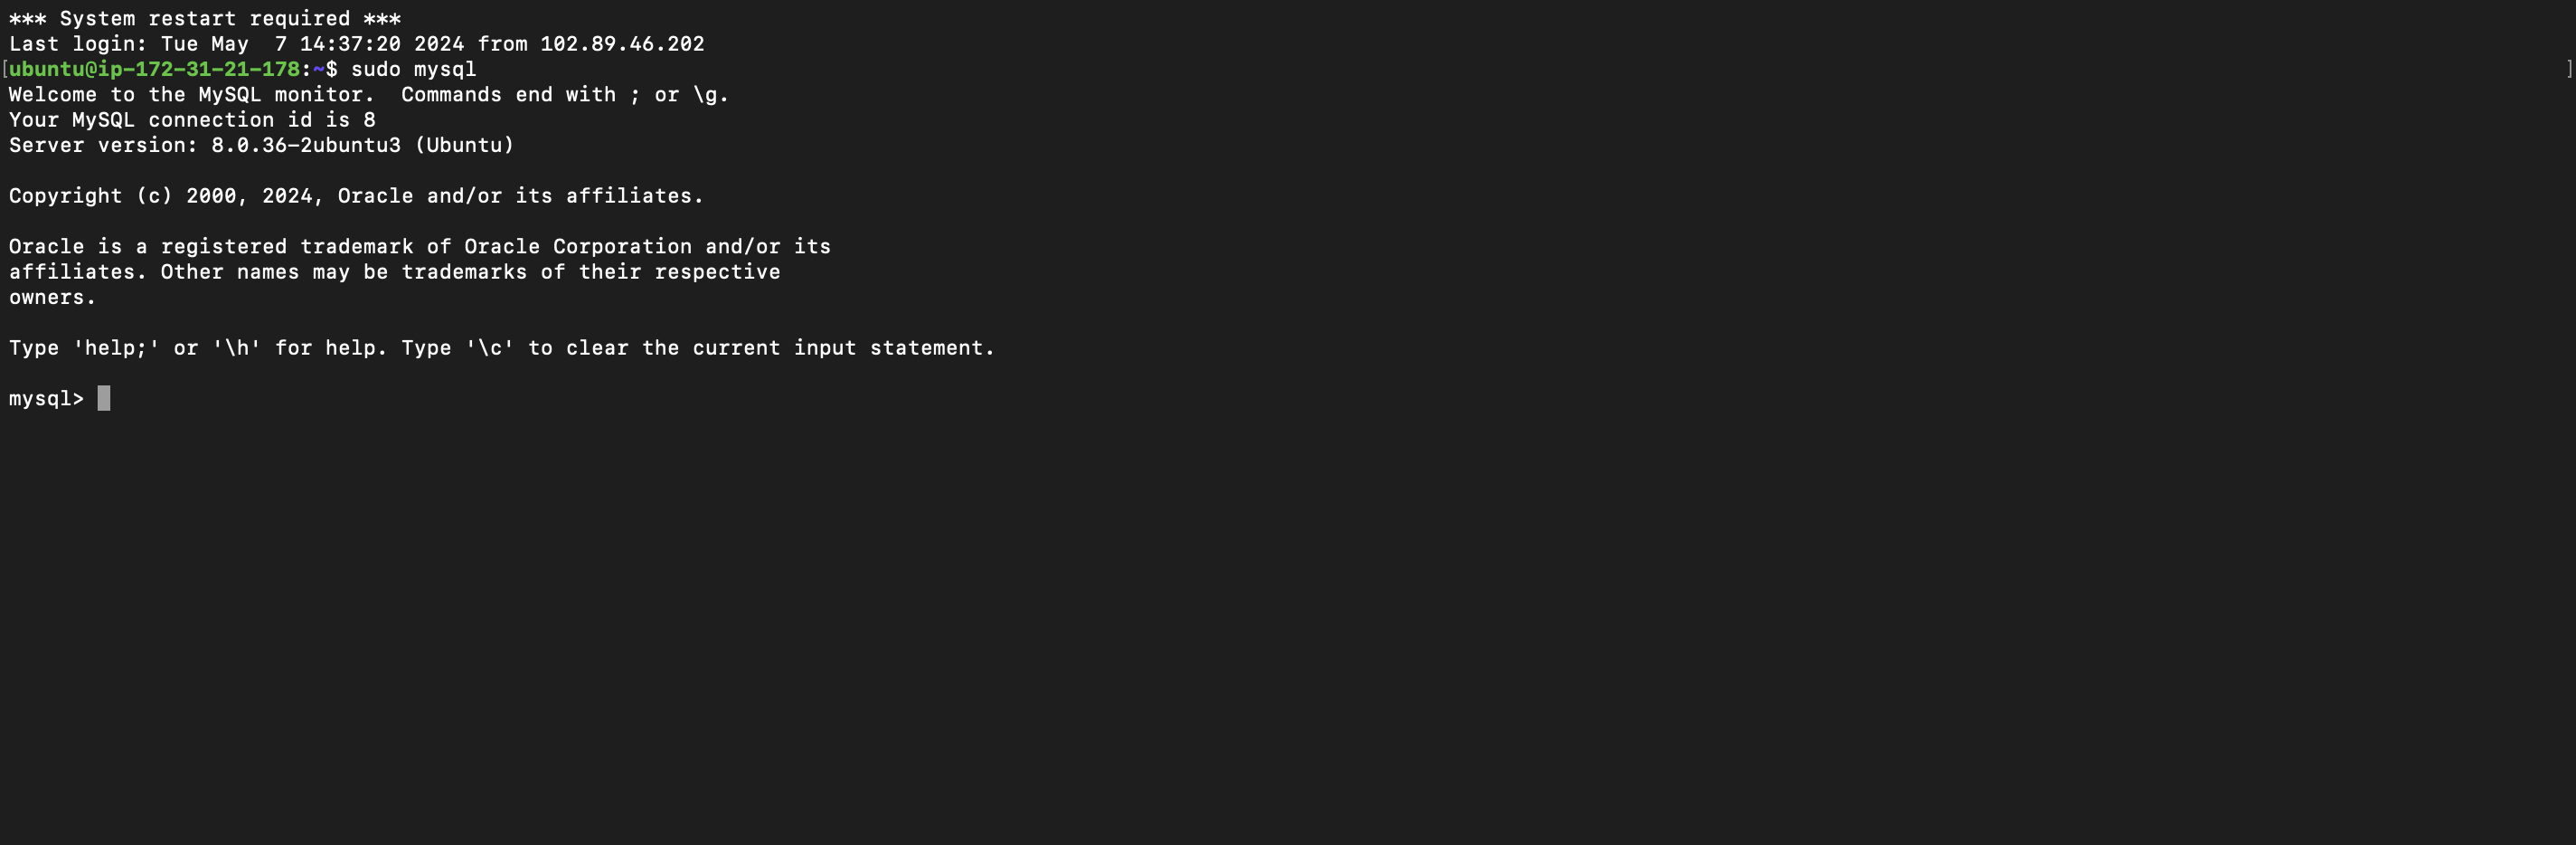 *** System restart required ***
Last login: Tue May  7 14:37:20 2024 from 102.89.46.202
[ubuntu@ip-172-31-21-178:~$ sudo mysql ]
Welcome to the MySQL monitor.  Commands end with ; or \g.
Your MySQL connection id is 8
Server version: 8.0.36-2ubuntu3 (Ubuntu)
Copyright (c) 2000, 2024, Oracle and/or its affiliates.
Oracle is a registered trademark of Oracle Corporation and/or its
affiliates. Other names may be trademarks of their respective
owners.
Type 'help;' or '\h' for help. Type '\c' to clear the current input statement.
mysql>